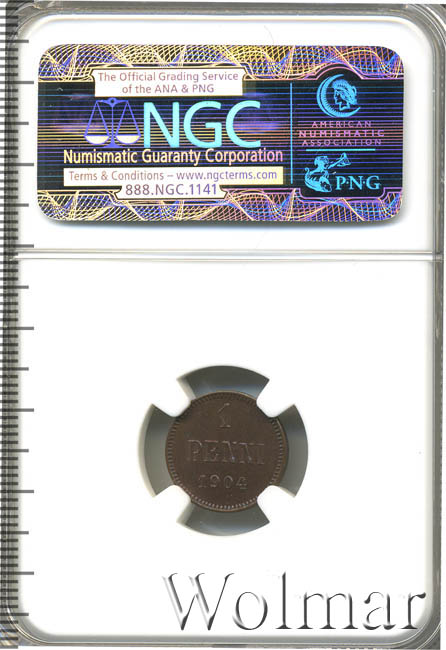 The Official Grading Service
of the ANA & PNG
NGC
Numismatic Guaranty Corporation
Terms & Conditions – www.ngcterms.com
888.NGC.1141
AMERICAN
NUMISMATIC
ASSOCIATION
P·N·G
1
PENNI
1904
Wolmar